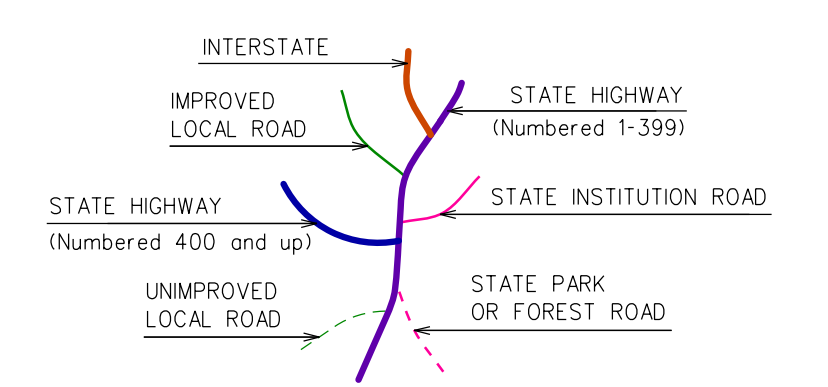 INTERSTATE
STATE HIGHWAY
(Numbered 1-399)
IMPROVED
LOCAL ROAD
STATE INSTITUTION ROAD
STATE HIGHWAY
(Numbered 400 and up)
STATE PARK
OR FOREST ROAD
UNIMPROVED
LOCAL ROAD